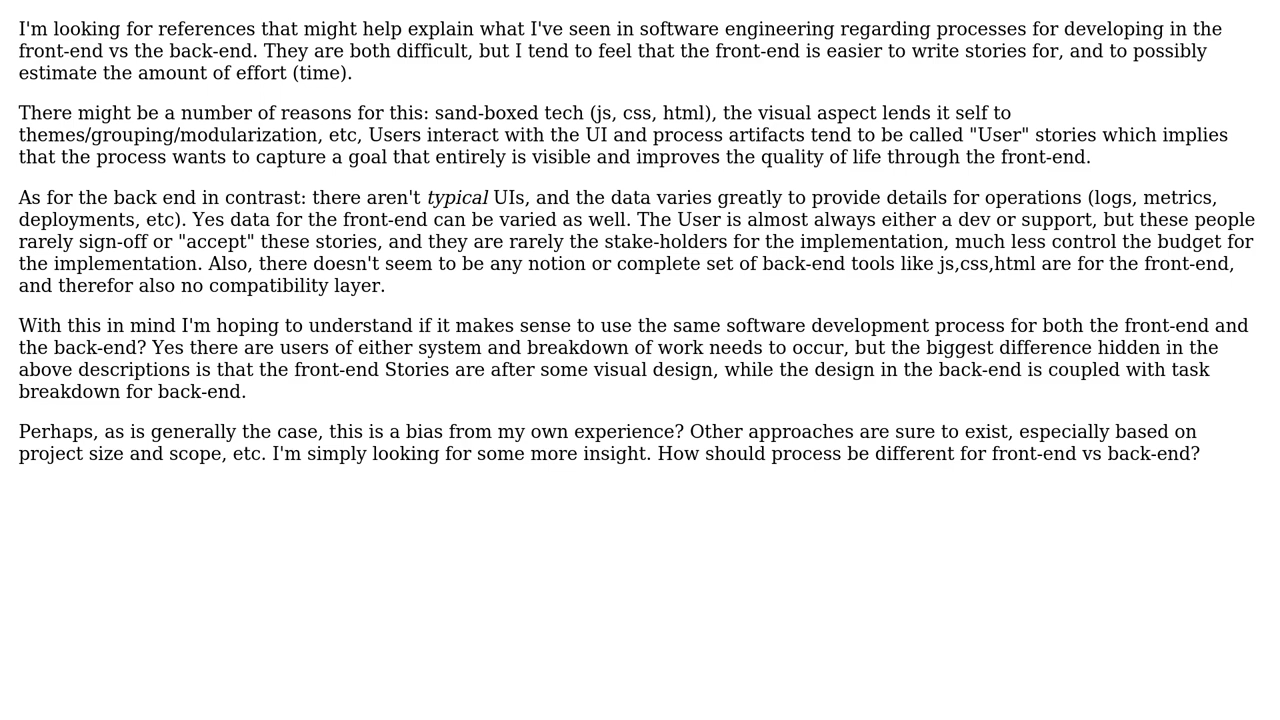 I'm looking for references that might help explain what I've seen in software engineering regarding processes for developing in the
front-end vs the back-end. They are both difficult, but I tend to feel that the front-end is easier to write stories for, and to possibly
estimate the amount of effort (time).
There might be a number of reasons for this: sand-boxed tech (js, css, html), the visual aspect lends it self to
themes/grouping/modularization, etc, Users interact with the UI and process artifacts tend to be called "User" stories which implies
that the process wants to capture a goal that entirely is visible and improves the quality of life through the front-end.
As for the back end in contrast: there aren't typical UIs, and the data varies greatly to provide details for operations (logs, metrics,
deployments, etc). Yes data for the front-end can be varied as well. The User is almost always either a dev or support, but these people
rarely sign-off or "accept" these stories, and they are rarely the stake-holders for the implementation, much less control the budget for
the implementation. Also, there doesn't seem to be any notion or complete set of back-end tools like js,css,html are for the front-end,
and therefor also no compatibility layer.
With this in mind I'm hoping to understand if it makes sense to use the same software development process for both the front-end and
the back-end? Yes there are users of either system and breakdown of work needs to occur, but the biggest difference hidden in the
above descriptions is that the front-end Stories are after some visual design, while the design in the back-end is coupled with task
breakdown for back-end.
Perhaps, as is generally the case, this is a bias from my own experience? Other approaches are sure to exist, especially based on
project size and scope, etc. I'm simply looking for some more insight. How should process be different for front-end vs back-end?